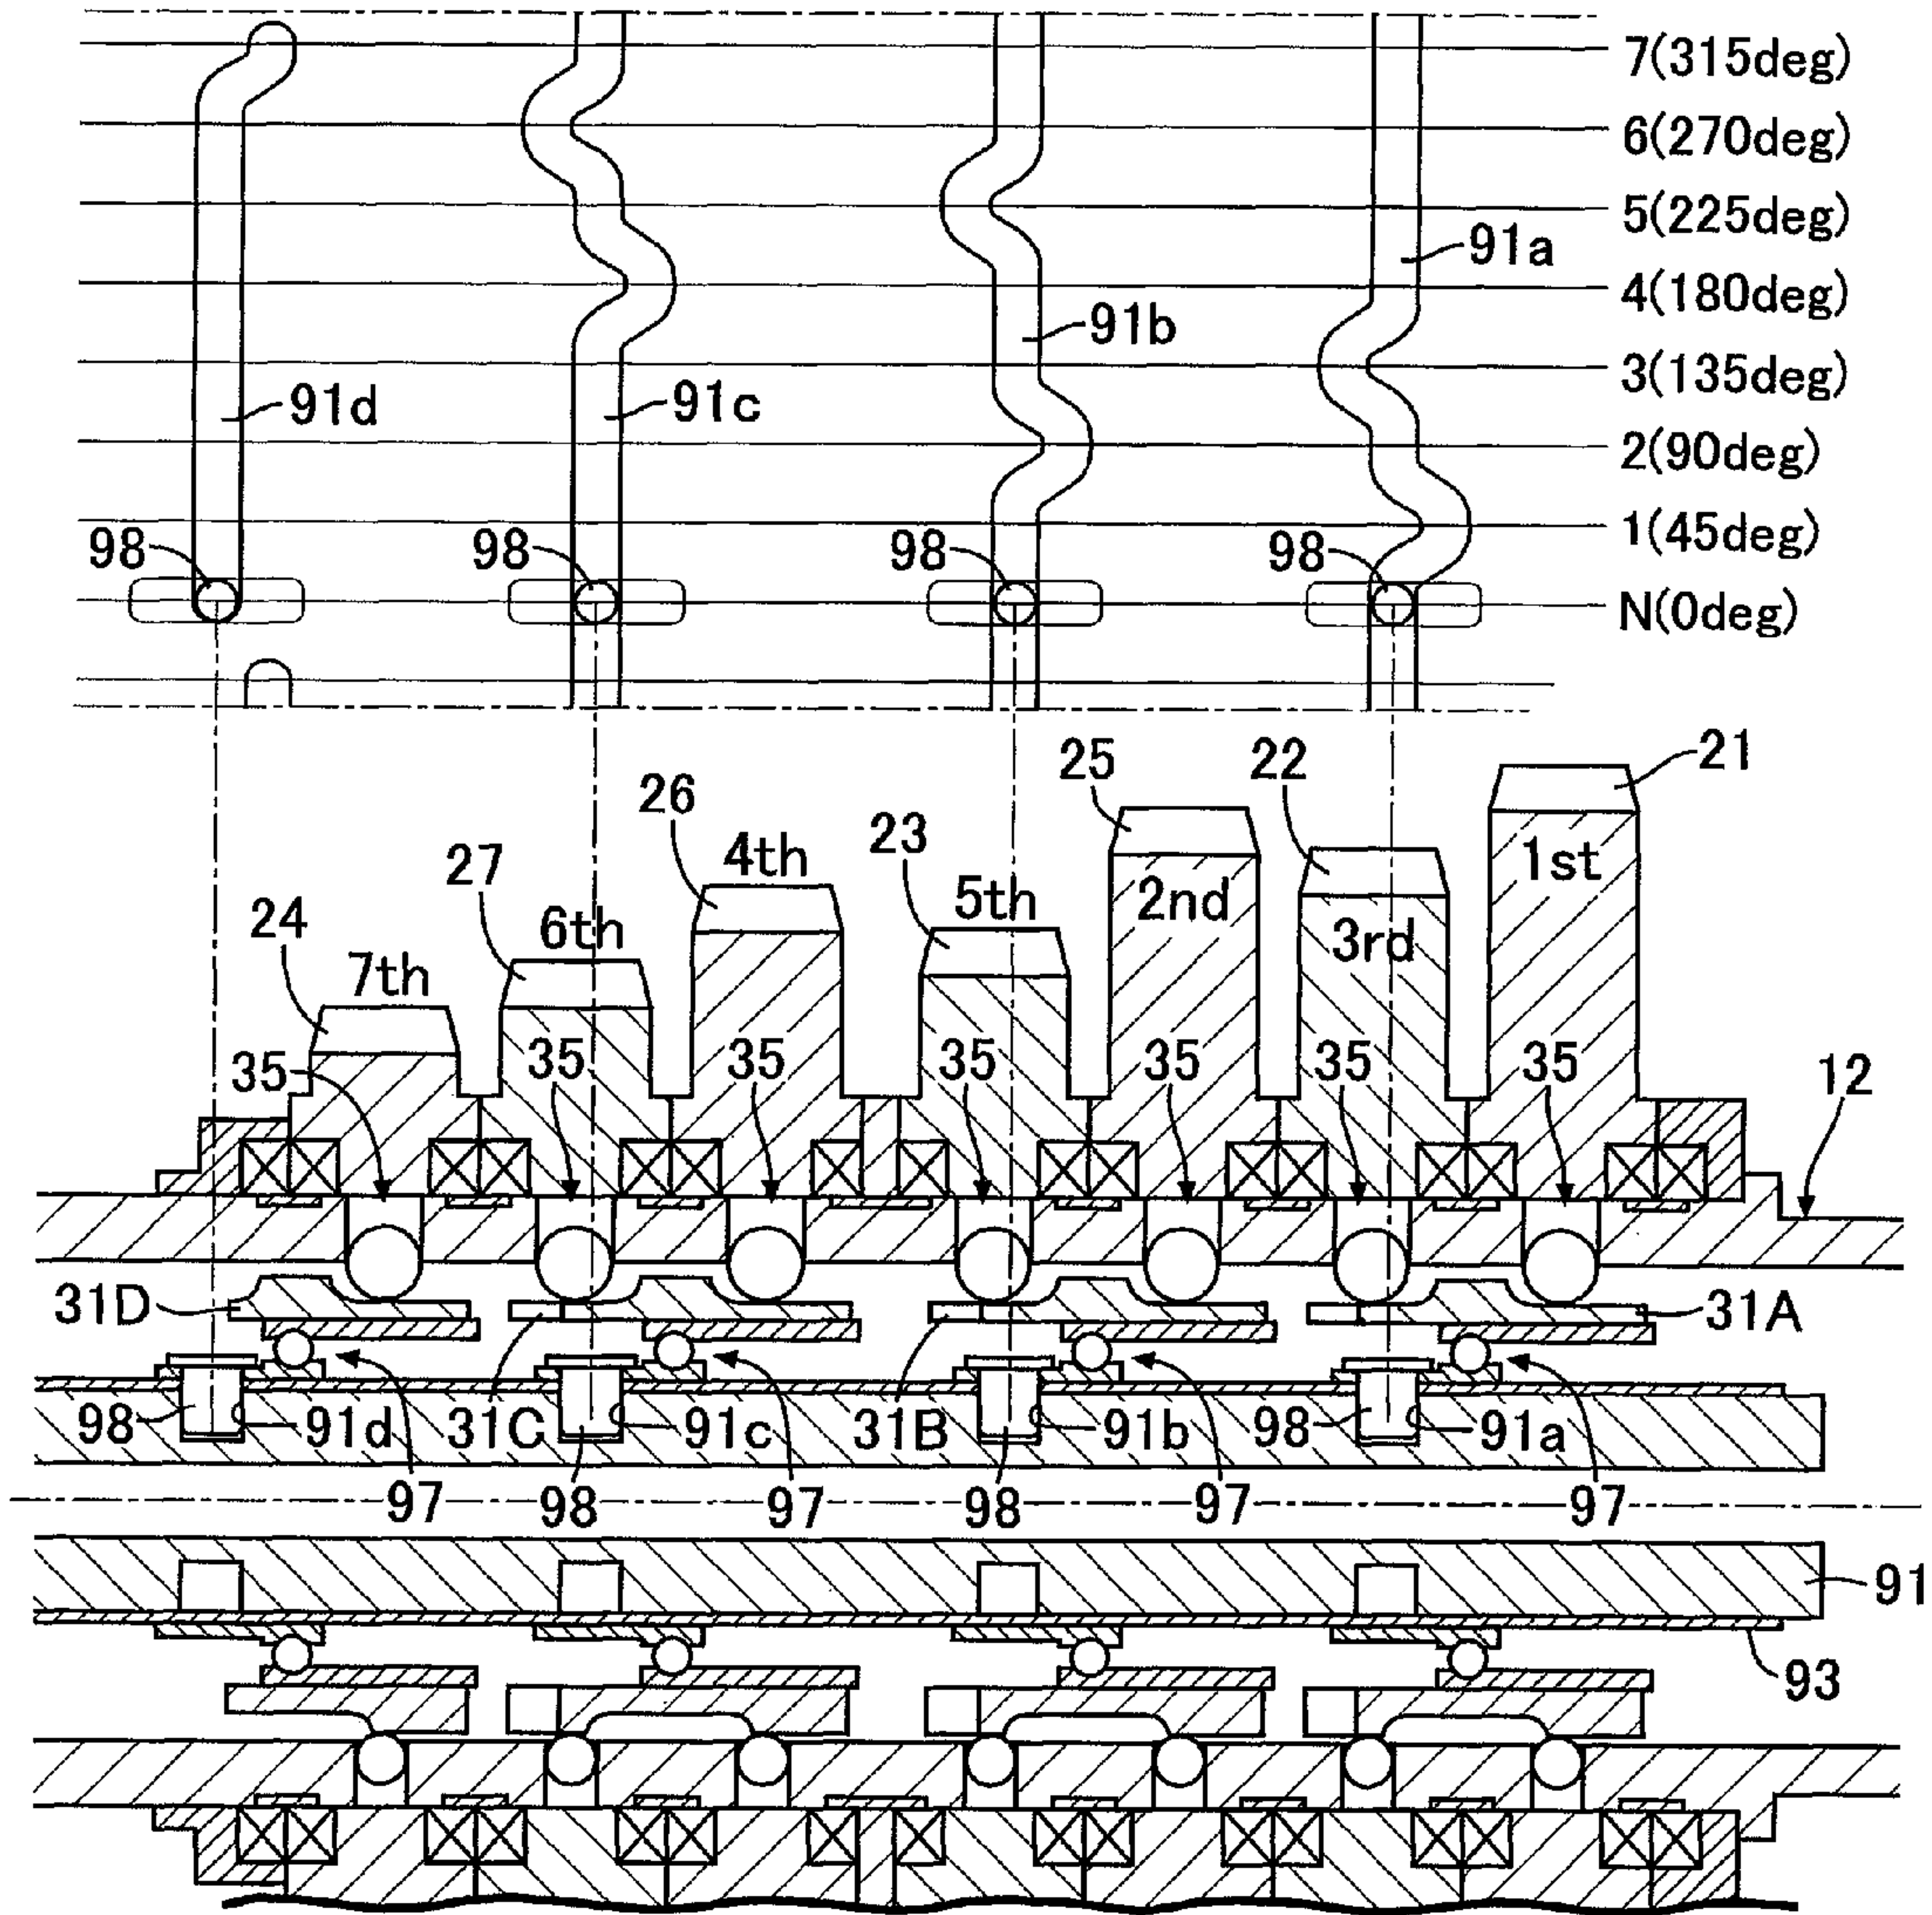 7(315deg)
6(270deg)
5(225deg)
91a
4(180deg)
91b
3(135deg)
91d
91c
2(90deg)
1(45deg)
98
98
98
98
N(0deg)
21
25
22
26
23
4th
1st
27
5th
2nd
24
6th
3rd
7th
35
35
35
35
35
35
35
12
31D
31A
98
91d
31C
91c
31B
91b
98
91a
97
98
97
98
97
97
91
93